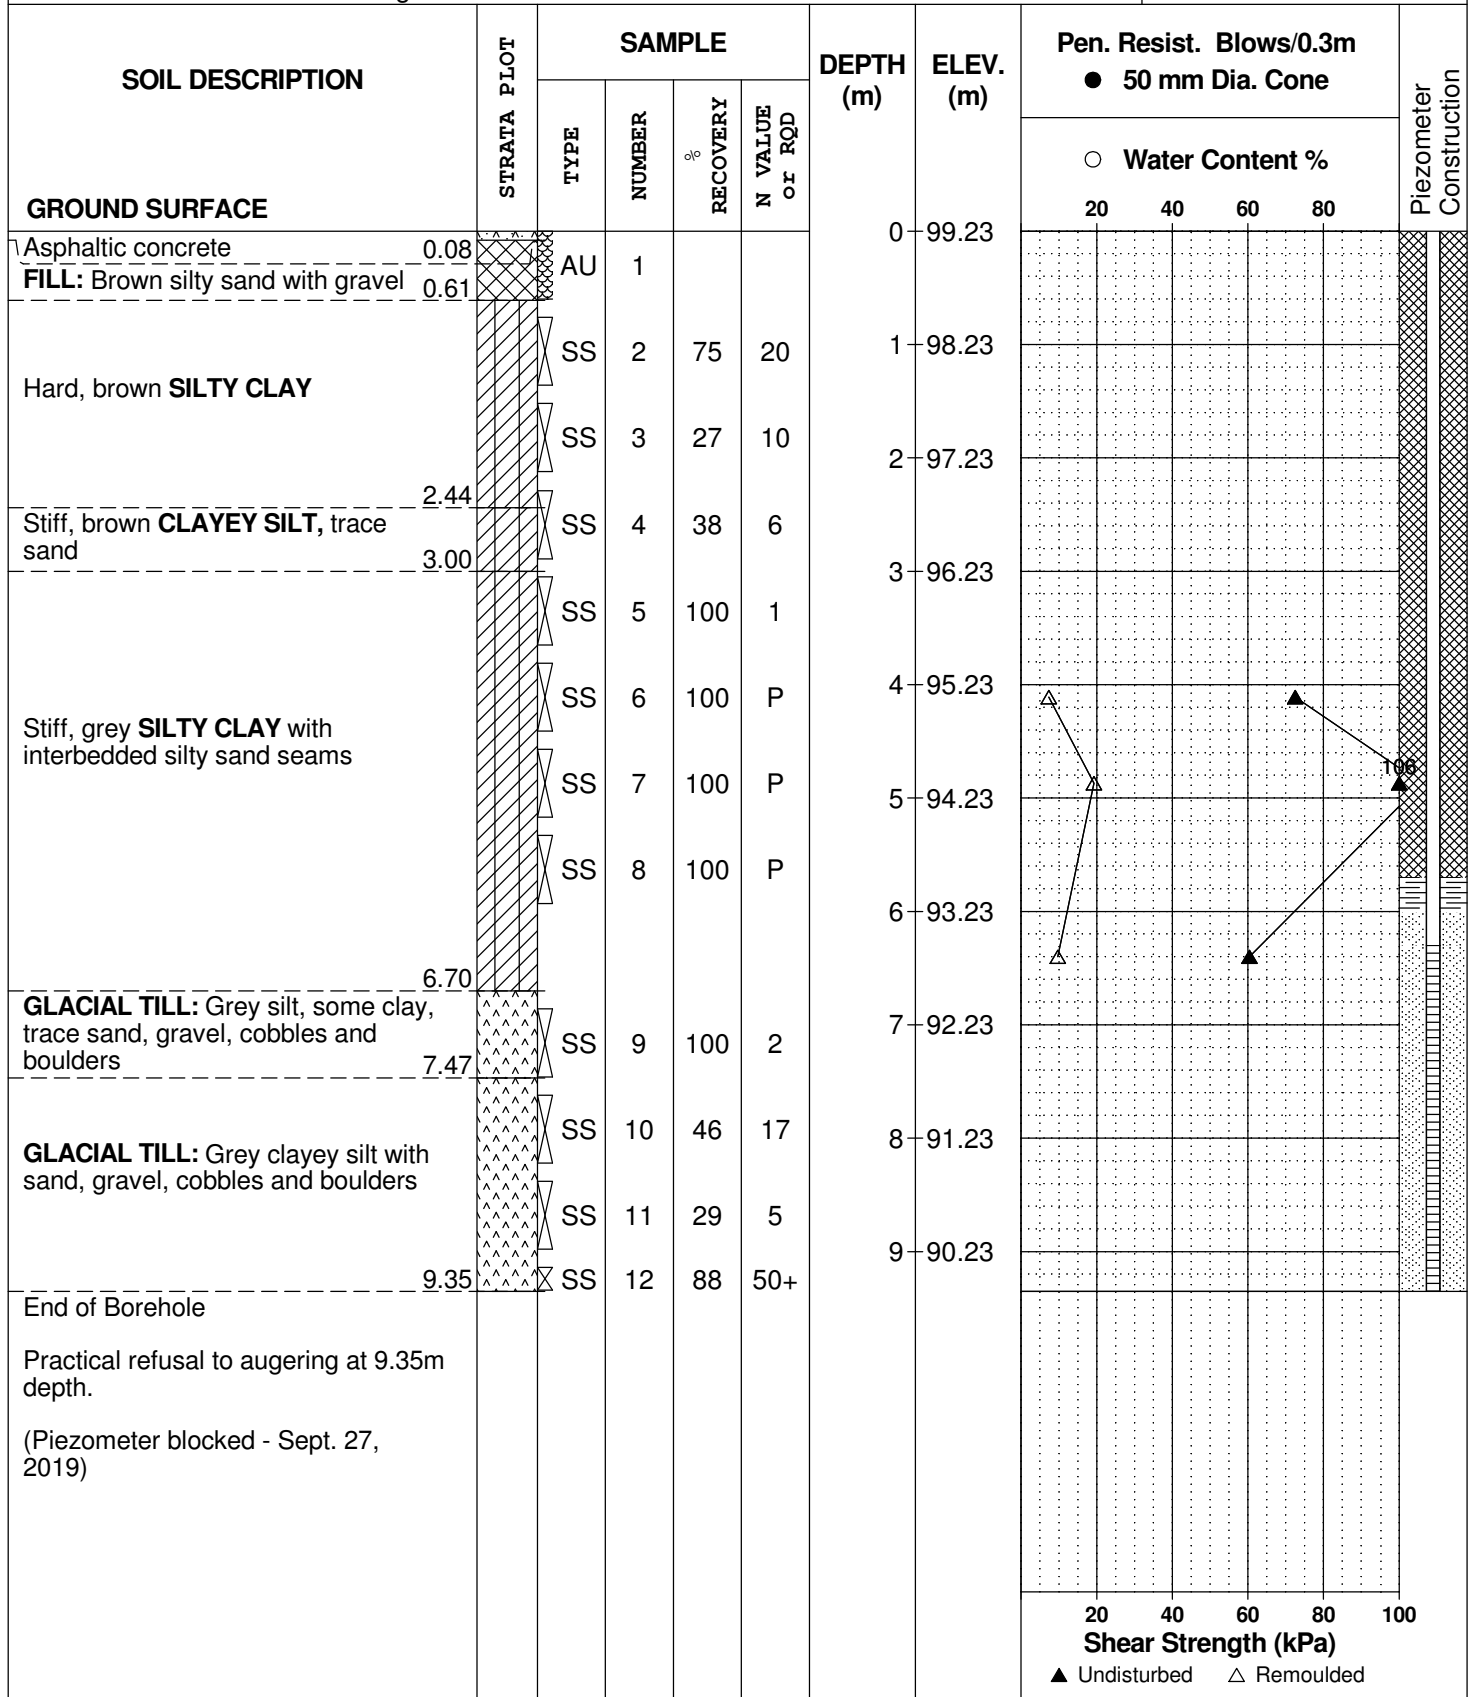 SOIL DESCRIPTION
GROUND SURFACE
STRATA PLOT
SAMPLE
TYPE
NUMBER
% RECOVERY
N VALUE or RQD
DEPTH (m)
ELEV. (m)
Pen. Resist. Blows/0.3m
● 50 mm Dia. Cone
○ Water Content %
20 40 60 80
Piezometer Construction
0 99.23
Asphaltic concrete 0.08
AU 1
FILL: Brown silty sand with gravel 0.61
SS 2 75 20
1 98.23
Hard, brown SILTY CLAY
SS 3 27 10
2 97.23
2.44
Stiff, brown CLAYEY SILT, trace
sand
3.00
SS 4 38 6
3 96.23
SS 5 100 1
4 95.23
SS 6 100 P
Stiff, grey SILTY CLAY with
interbedded silty sand seams
SS 7 100 P
5 94.23
SS 8 100 P
6 93.23
6.70
GLACIAL TILL: Grey silt, some clay,
trace sand, gravel, cobbles and
boulders
7.47
7 92.23
SS 9 100 2
SS 10 46 17
8 91.23
GLACIAL TILL: Grey clayey silt with
sand, gravel, cobbles and boulders
SS 11 29 5
9 90.23
9.35
SS 12 88 50+
End of Borehole
Practical refusal to augering at 9.35m
depth.
(Piezometer blocked - Sept. 27,
2019)
20 40 60 80 100
Shear Strength (kPa)
▲ Undisturbed △ Remoulded